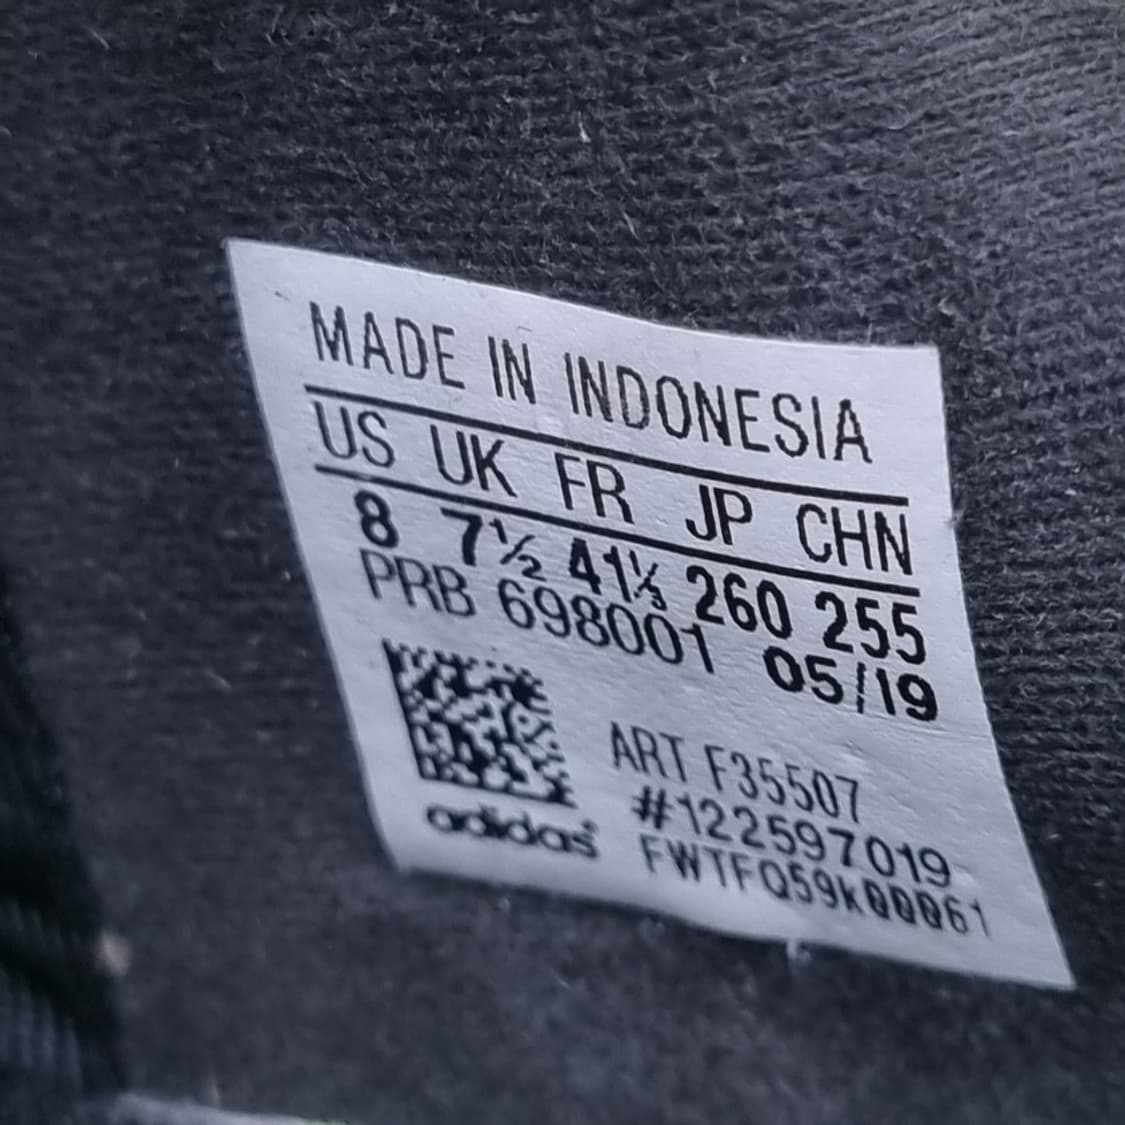 MADE IN INDONESIA
US UK FR JP CHN
8 7½ 41⅓ 260 255
PRB 698001 05/19
ART F35507
#122597019
FWTFQ59K00061
adidas